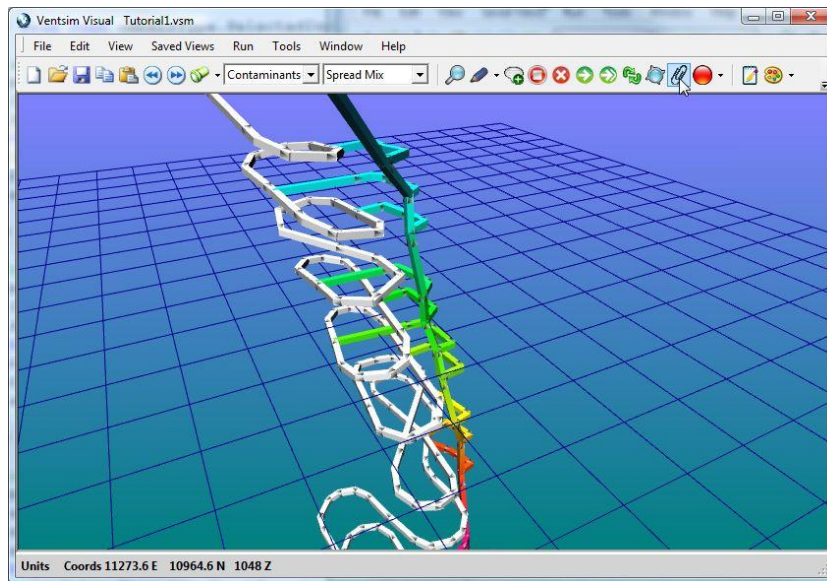 Ventsim Visual Tutorial1.vsm
File Edit View Saved Views Run Tools Window Help
Contaminants Spread Mix
Units Coords 11273.6 E 10964.6 N 1048 Z